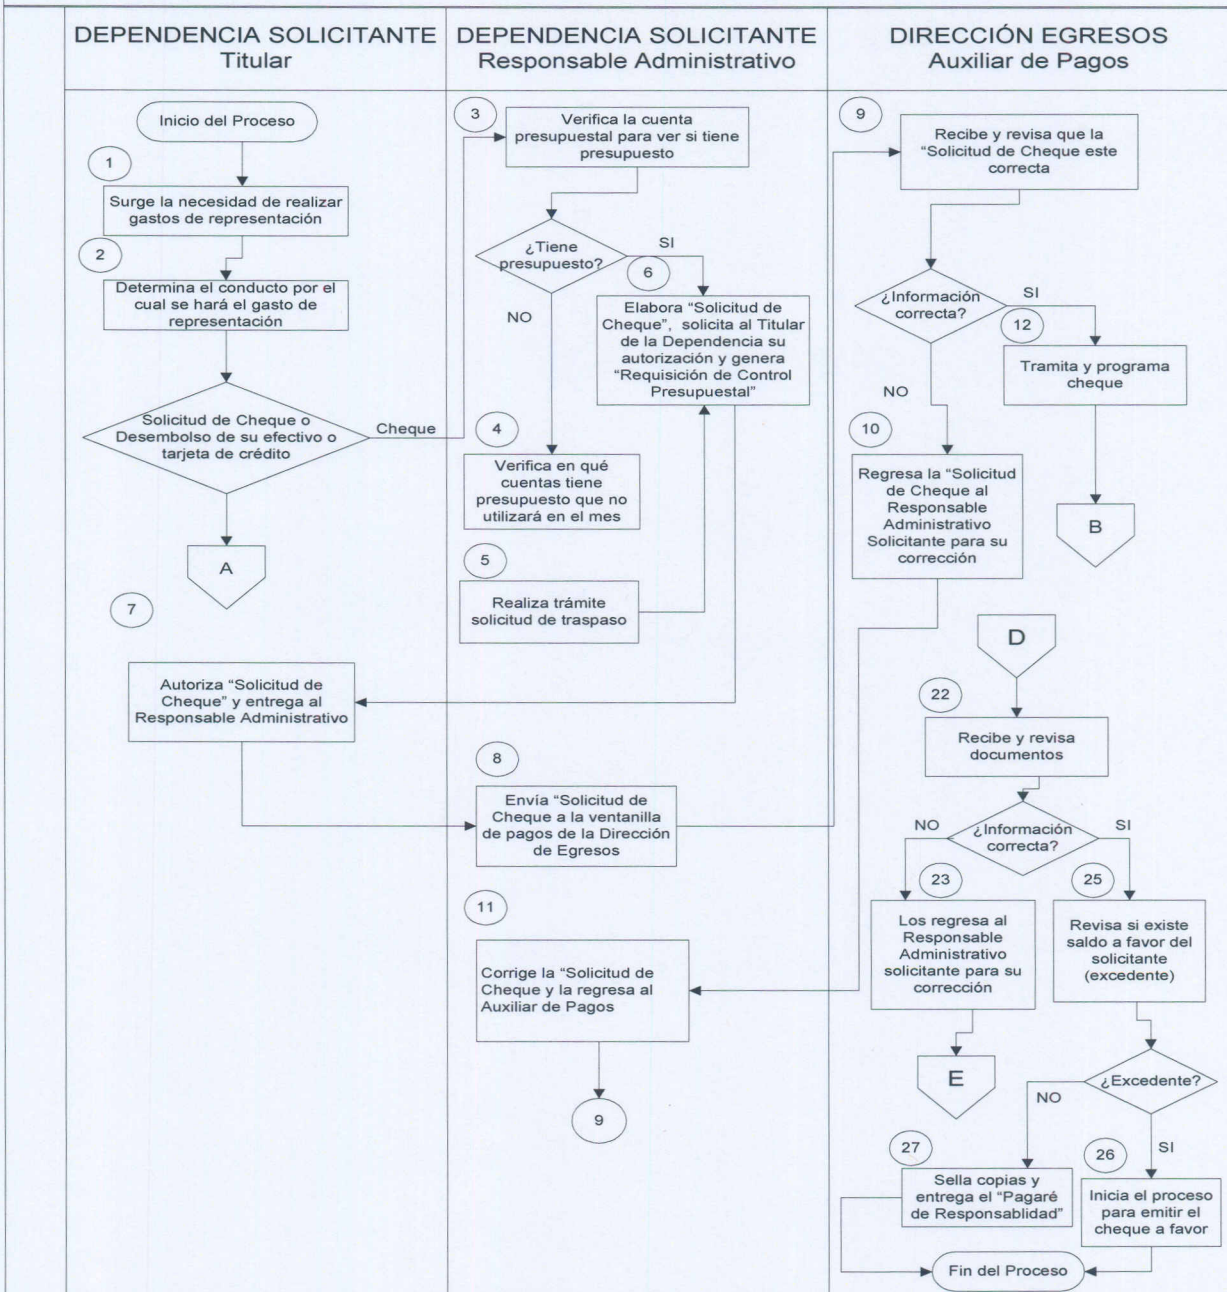 DEPENDENCIA SOLICITANTE
Titular
DEPENDENCIA SOLICITANTE
Responsable Administrativo
DIRECCIÓN EGRESOS
Auxiliar de Pagos
Inicio del Proceso
1
Surge la necesidad de realizar
gastos de representación
2
Determina el conducto por el
cual se hará el gasto de
representación
Solicitud de Cheque o
Desembolso de su efectivo o
tarjeta de crédito
Cheque
A
7
Autoriza “Solicitud de
Cheque” y entrega al
Responsable Administrativo
3
Verifica la cuenta
presupuestal para ver si tiene
presupuesto
¿Tiene
presupuesto?
SI
6
NO
Elabora “Solicitud de
Cheque”, solicita al Titular
de la Dependencia su
autorización y genera
“Requisición de Control
Presupuestal”
4
Verifica en qué
cuentas tiene
presupuesto que no
utilizará en el mes
5
Realiza trámite
solicitud de traspaso
8
Envía “Solicitud de
Cheque a la ventanilla
de pagos de la Dirección
de Egresos
11
Corrige la “Solicitud de
Cheque y la regresa al
Auxiliar de Pagos
9
9
Recibe y revisa que la
“Solicitud de Cheque este
correcta
¿Información
correcta?
SI
12
NO
Tramita y programa
cheque
10
Regresa la “Solicitud
de Cheque al
Responsable
Administrativo
Solicitante para su
corrección
B
D
22
Recibe y revisa
documentos
NO
¿Información
correcta?
SI
23
25
Los regresa al
Responsable
Administrativo
solicitante para su
corrección
Revisa si existe
saldo a favor del
solicitante
(excedente)
E
¿Excedente?
NO
SI
27
26
Sella copias y
entrega el “Pagaré
de Responsablidad”
Inicia el proceso
para emitir el
cheque a favor
Fin del Proceso